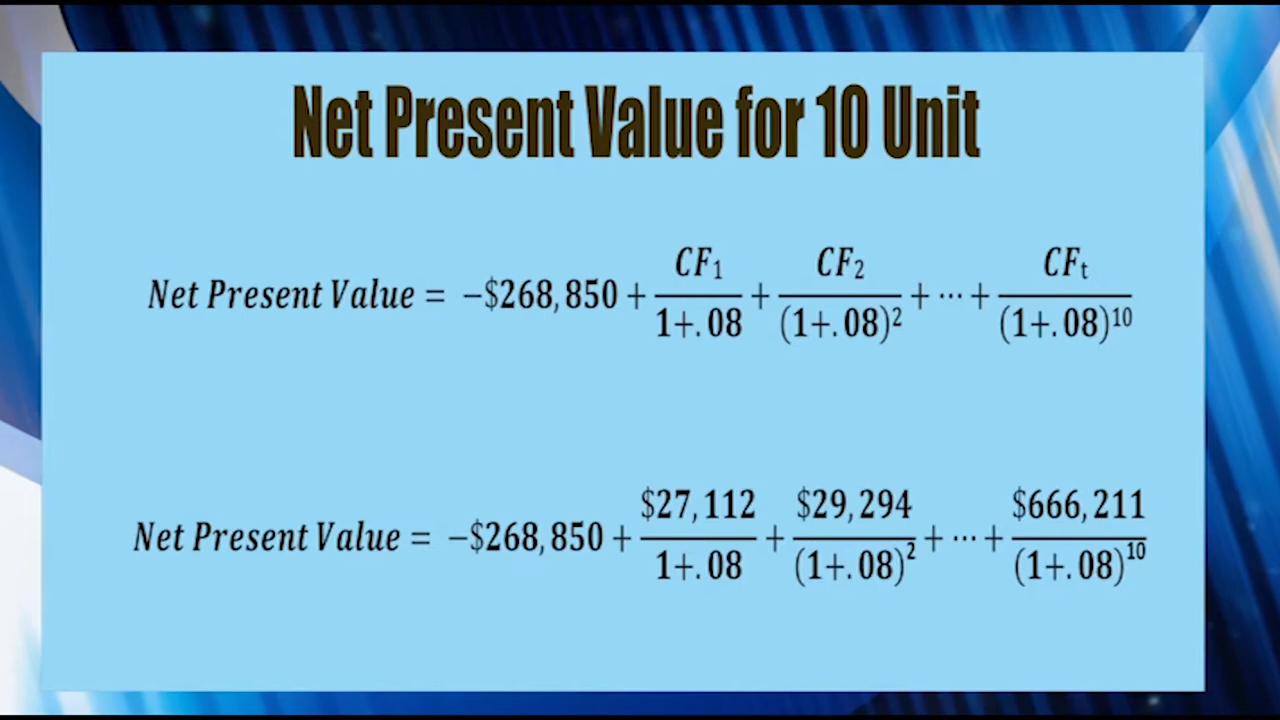 Net Present Value for 10 Unit
Net Present Value = −$268,850 + CF₁/(1+.08) + CF₂/(1+.08)² + ⋯ + CFₜ/(1+.08)¹⁰
Net Present Value = −$268,850 + $27,112/(1+.08) + $29,294/(1+.08)² + ⋯ + $666,211/(1+.08)¹⁰